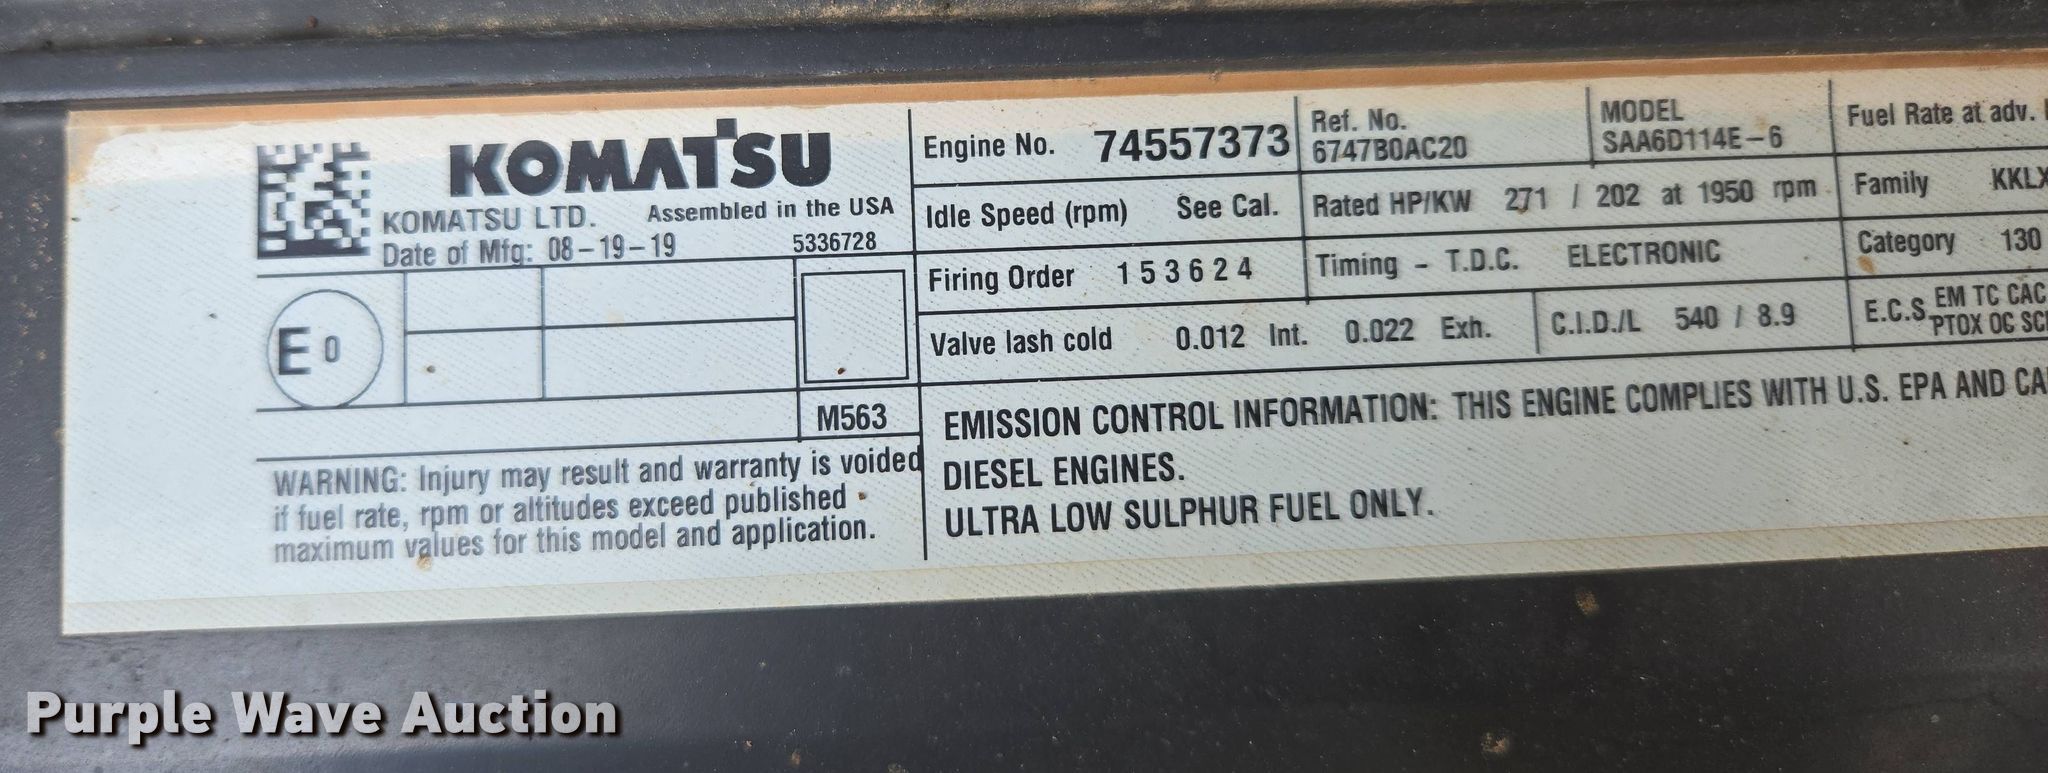 KOMATSU
KOMATSU LTD. Assembled in the USA
Date of Mfg: 08-19-19 5336728
E 0
M563
WARNING: Injury may result and warranty is voided
if fuel rate, rpm or altitudes exceed published
maximum values for this model and application.
Engine No. 74557373
Ref. No.
6747B0AC20
MODEL
SAA6D114E-6
Fuel Rate at adv.
Idle Speed (rpm) See Cal.
Rated HP/KW 271 / 202 at 1950 rpm
Family KKLX
Firing Order 1 5 3 6 2 4
Timing - T.D.C. ELECTRONIC
Category 130
Valve lash cold 0.012 Int. 0.022 Exh.
C.I.D./L 540 / 8.9
E.C.S. EM TC CAC
PTOX OC SC
EMISSION CONTROL INFORMATION: THIS ENGINE COMPLIES WITH U.S. EPA AND CA
DIESEL ENGINES.
ULTRA LOW SULPHUR FUEL ONLY.
Purple Wave Auction